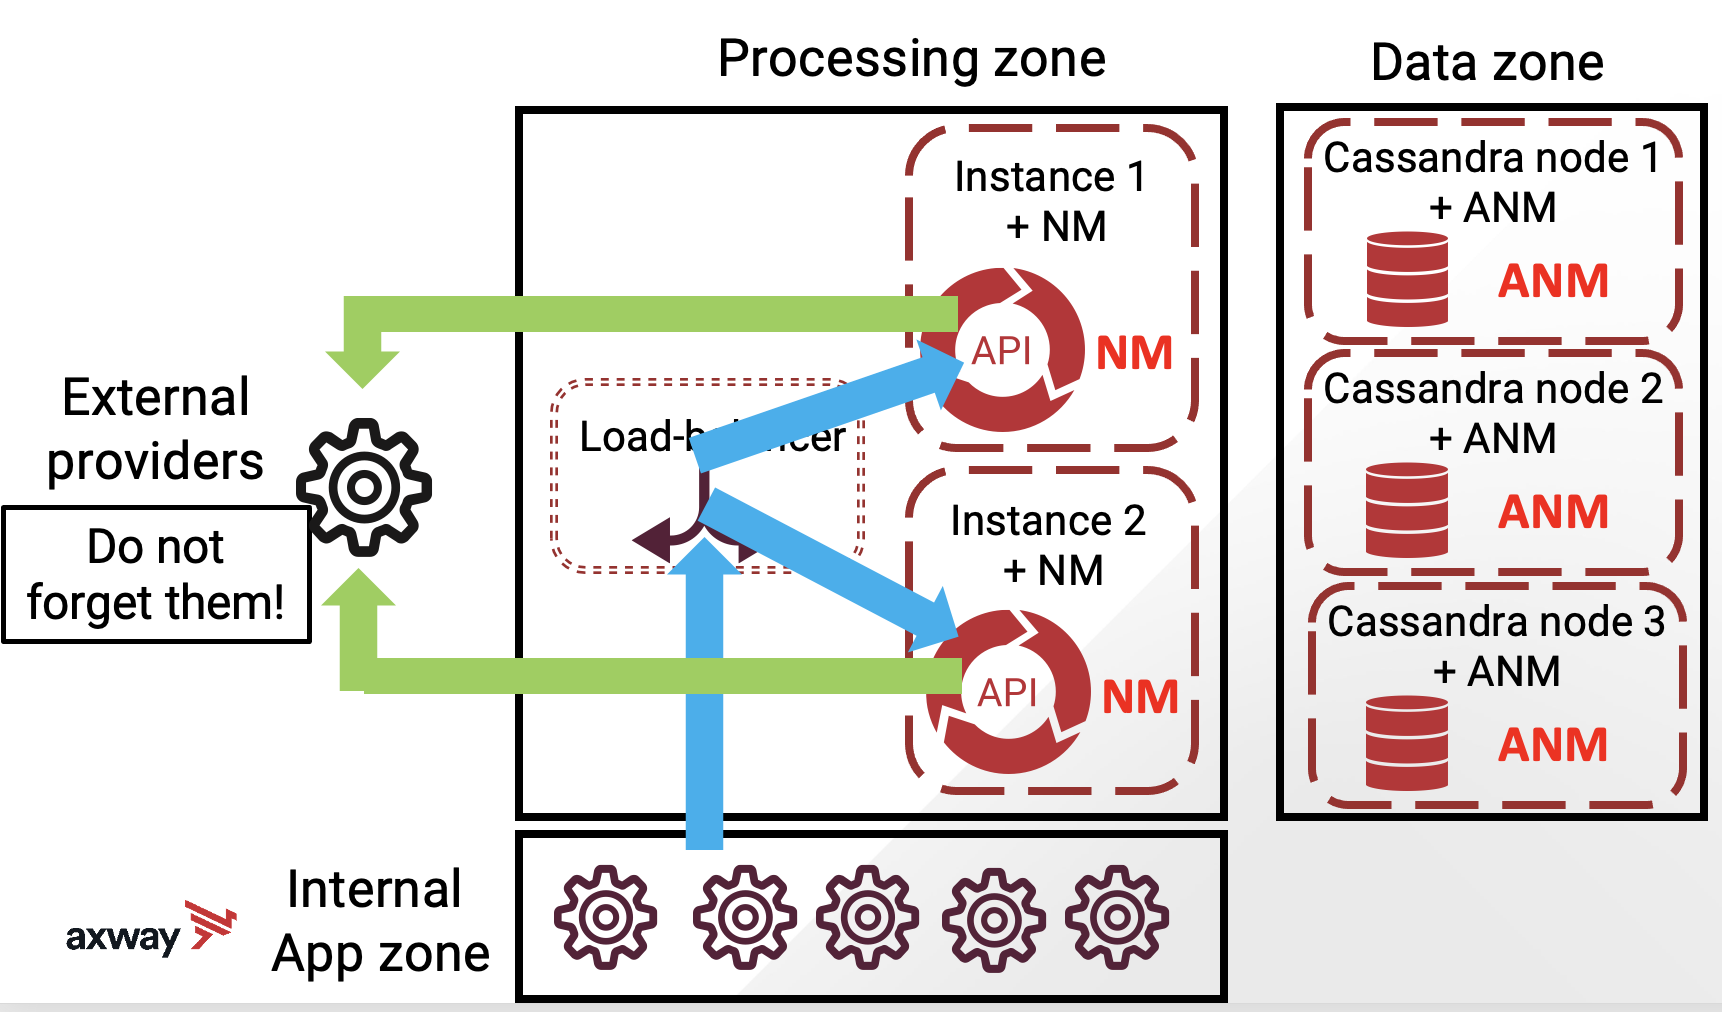 Processing zone
Data zone
Instance 1
+ NM
API
NM
Load-balancer
Instance 2
+ NM
API
NM
Cassandra node 1
+ ANM
ANM
Cassandra node 2
+ ANM
ANM
Cassandra node 3
+ ANM
ANM
External
providers
Do not
forget them!
Internal
App zone
axway